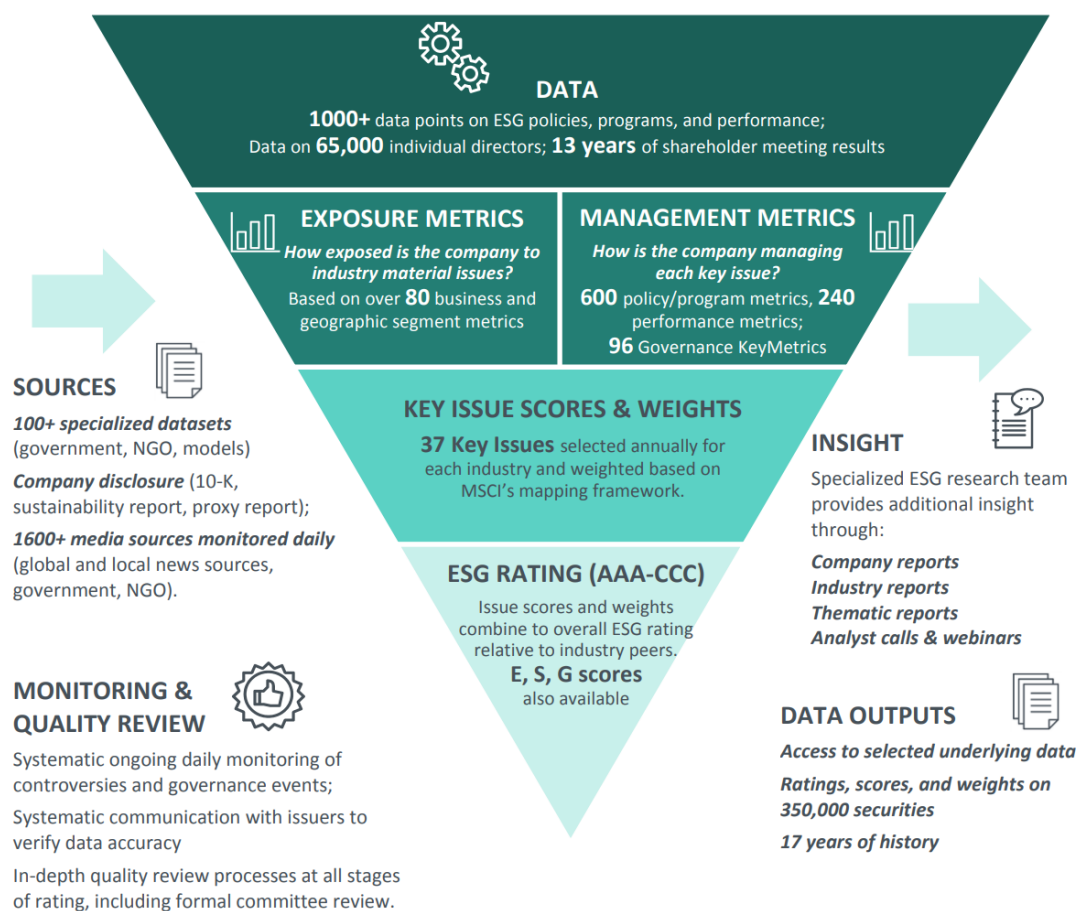 DATA
1000+ data points on ESG policies, programs, and performance;
Data on 65,000 individual directors; 13 years of shareholder meeting results
EXPOSURE METRICS
How exposed is the company to
industry material issues?
Based on over 80 business and
geographic segment metrics
MANAGEMENT METRICS
How is the company managing
each key issue?
600 policy/program metrics, 240
performance metrics;
96 Governance KeyMetrics
KEY ISSUE SCORES & WEIGHTS
37 Key Issues selected annually for
each industry and weighted based on
MSCI's mapping framework.
ESG RATING (AAA-CCC)
Issue scores and weights
combine to overall ESG rating
relative to industry peers.
E, S, G scores
also available
SOURCES
100+ specialized datasets
(government, NGO, models)
Company disclosure (10-K,
sustainability report, proxy report);
1600+ media sources monitored daily
(global and local news sources,
government, NGO).
MONITORING &
QUALITY REVIEW
Systematic ongoing daily monitoring of
controversies and governance events;
Systematic communication with issuers to
verify data accuracy
In-depth quality review processes at all stages
of rating, including formal committee review.
INSIGHT
Specialized ESG research team
provides additional insight
through:
Company reports
Industry reports
Thematic reports
Analyst calls & webinars
DATA OUTPUTS
Access to selected underlying data
Ratings, scores, and weights on
350,000 securities
17 years of history